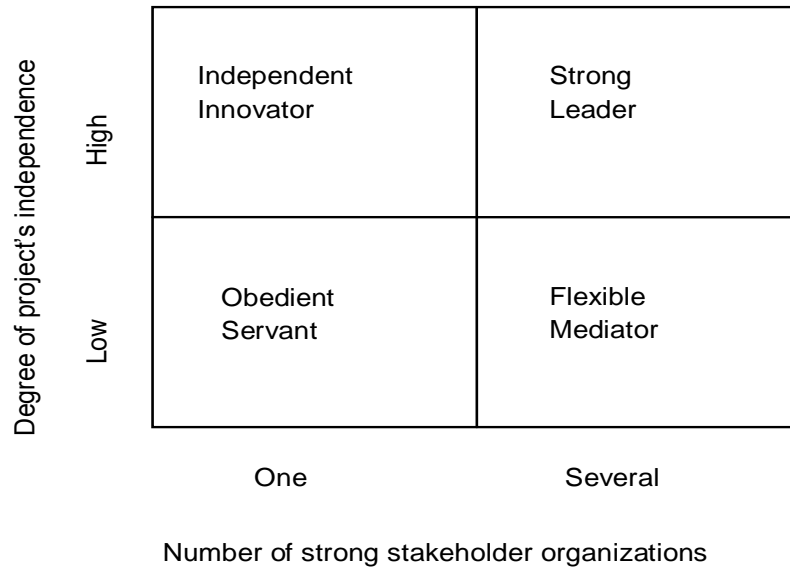 Degree of project's independence
High
Independent
Innovator
Strong
Leader
Low
Obedient
Servant
Flexible
Mediator
One
Several
Number of strong stakeholder organizations